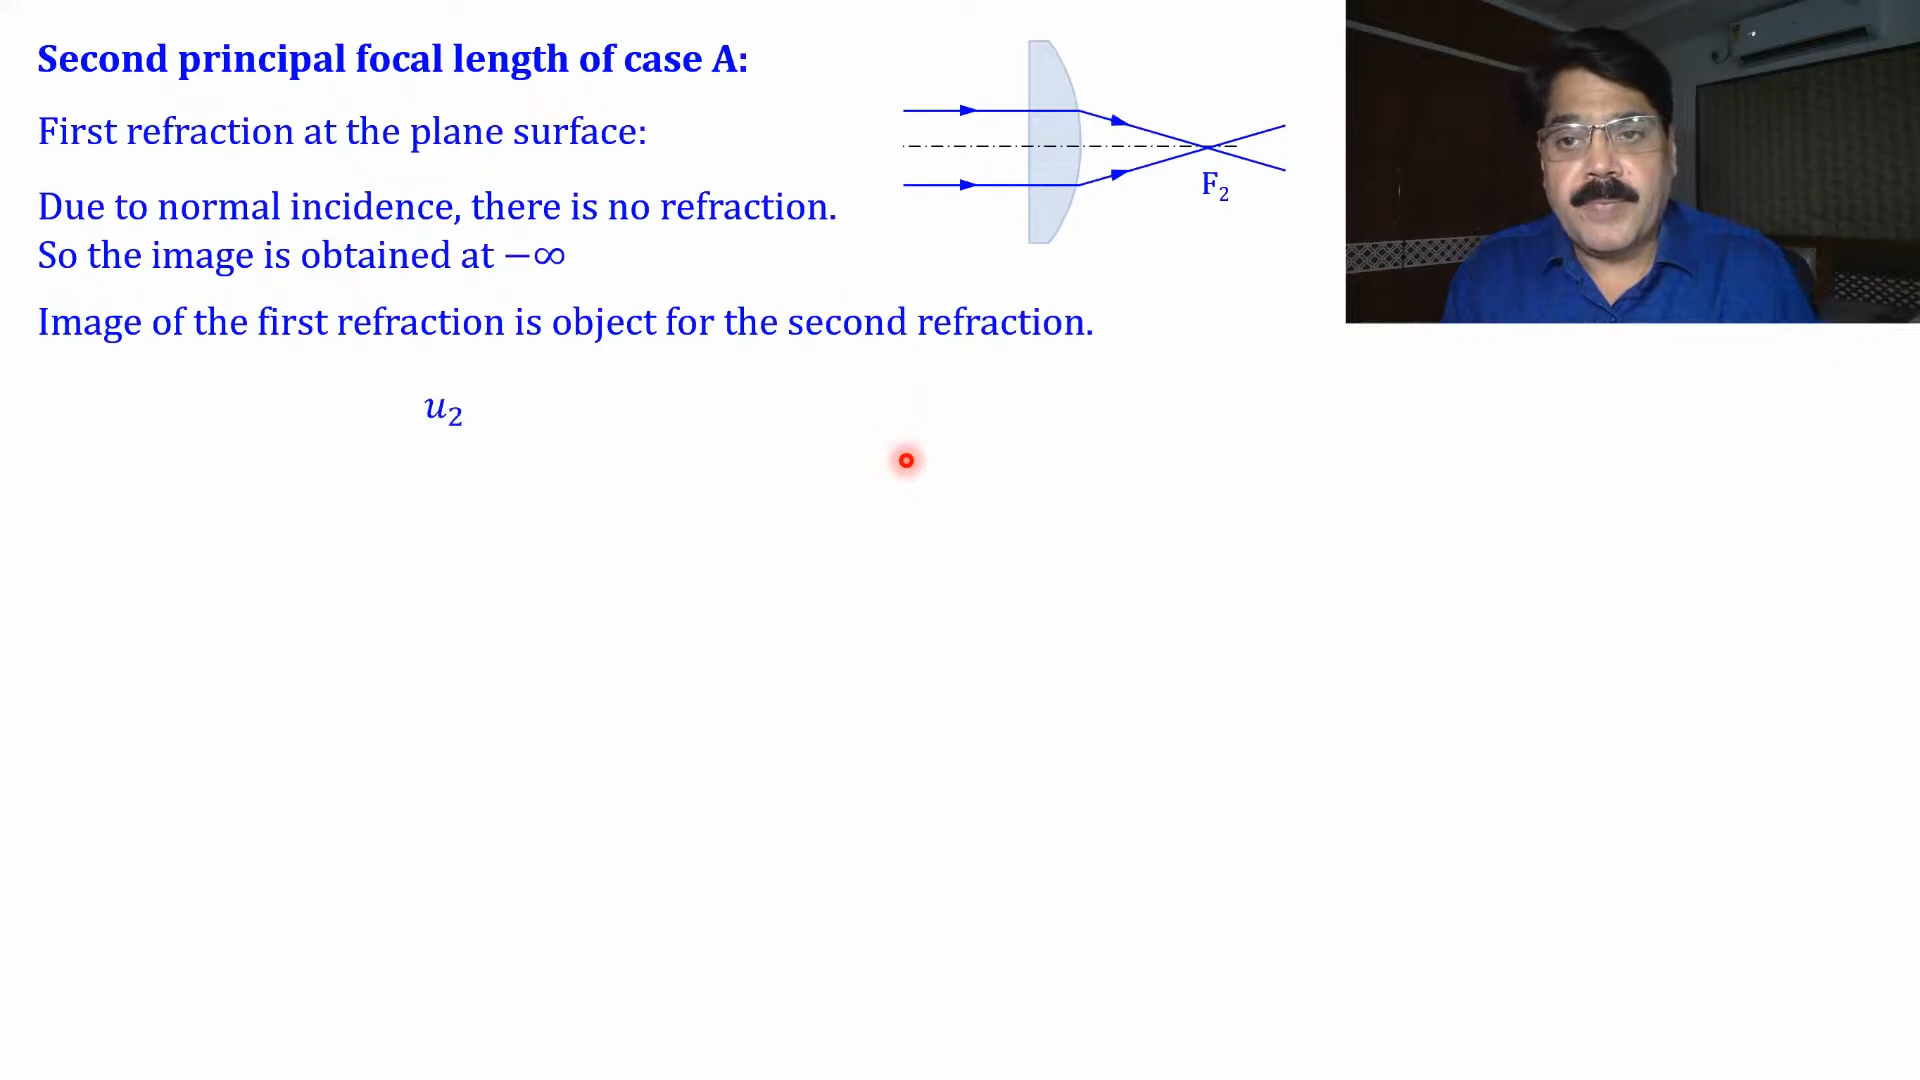 Second principal focal length of case A:
First refraction at the plane surface:
F₂
Due to normal incidence, there is no refraction.
So the image is obtained at −∞
Image of the first refraction is object for the second refraction.
u₂